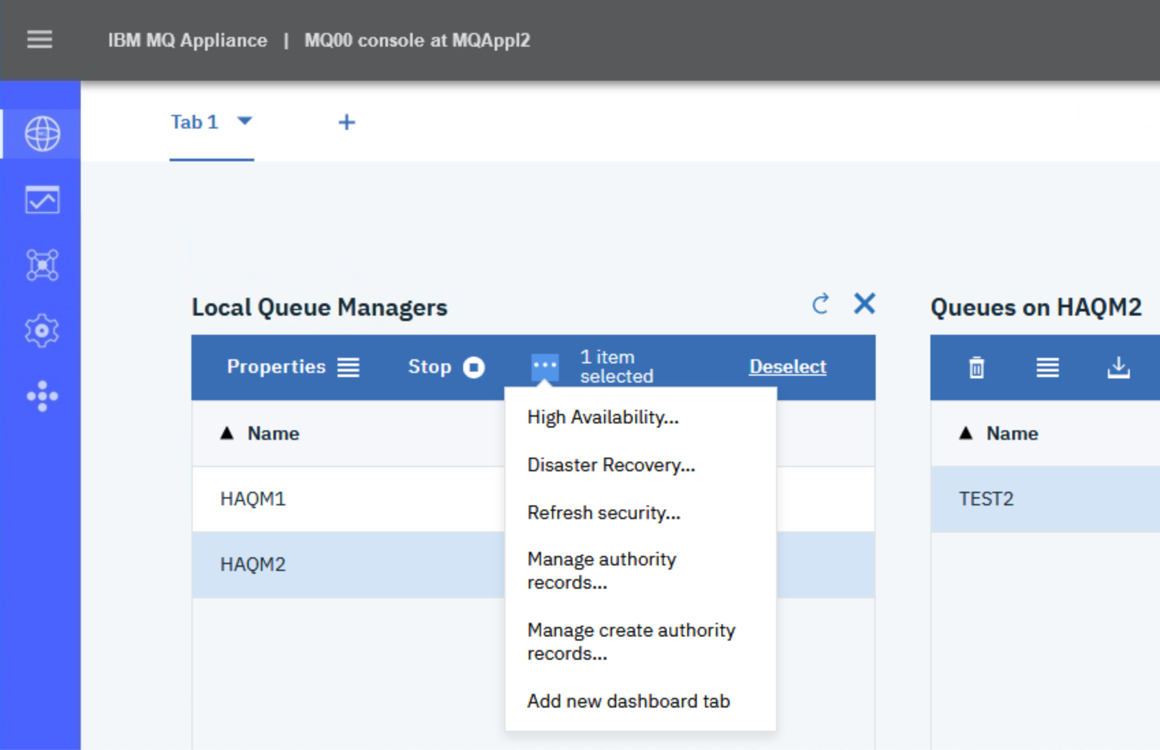 IBM MQ Appliance | MQ00 console at MQAppl2
Tab 1
+
Local Queue Managers
Properties
Stop
1 item
selected
Deselect
Name
HAQM1
HAQM2
High Availability...
Disaster Recovery...
Refresh security...
Manage authority
records...
Manage create authority
records...
Add new dashboard tab
Queues on HAQM2
Name
TEST2